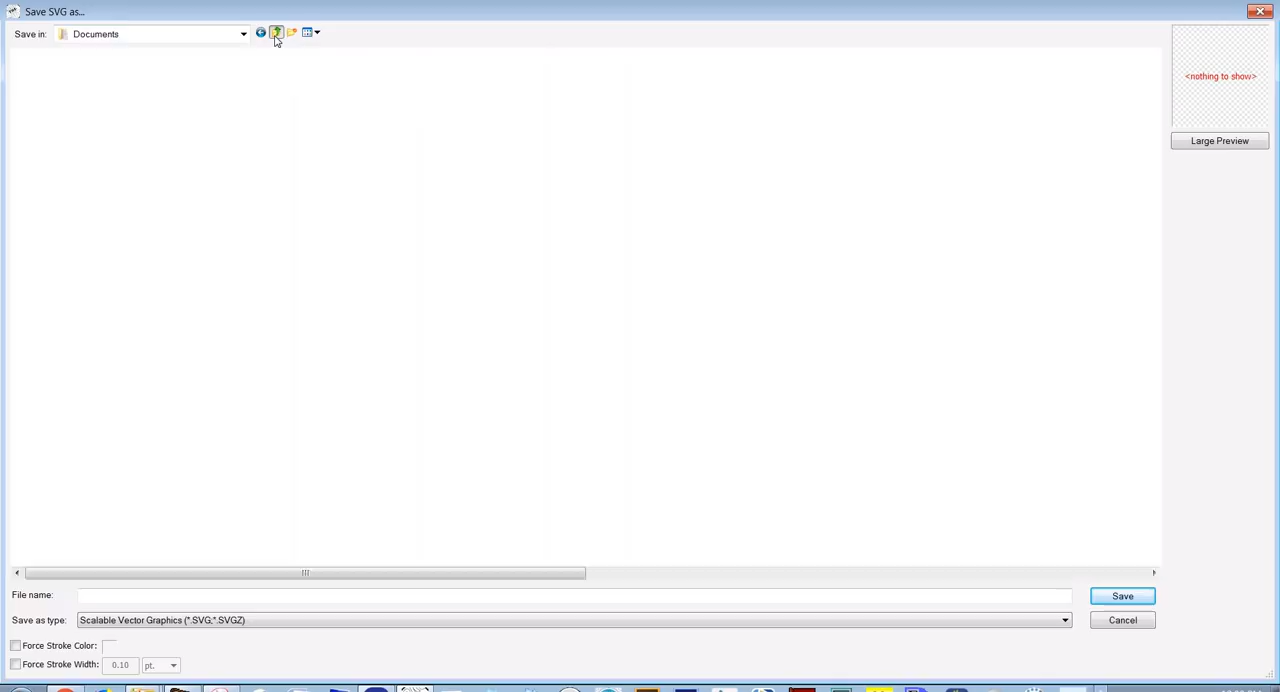 Save SVG as...
Save in: Documents
<nothing to show>
Large Preview
File name: Save
Save as type: Scalable Vector Graphics (*.SVG;*.SVGZ) Cancel
Force Stroke Color:
Force Stroke Width: 0.10 pt.